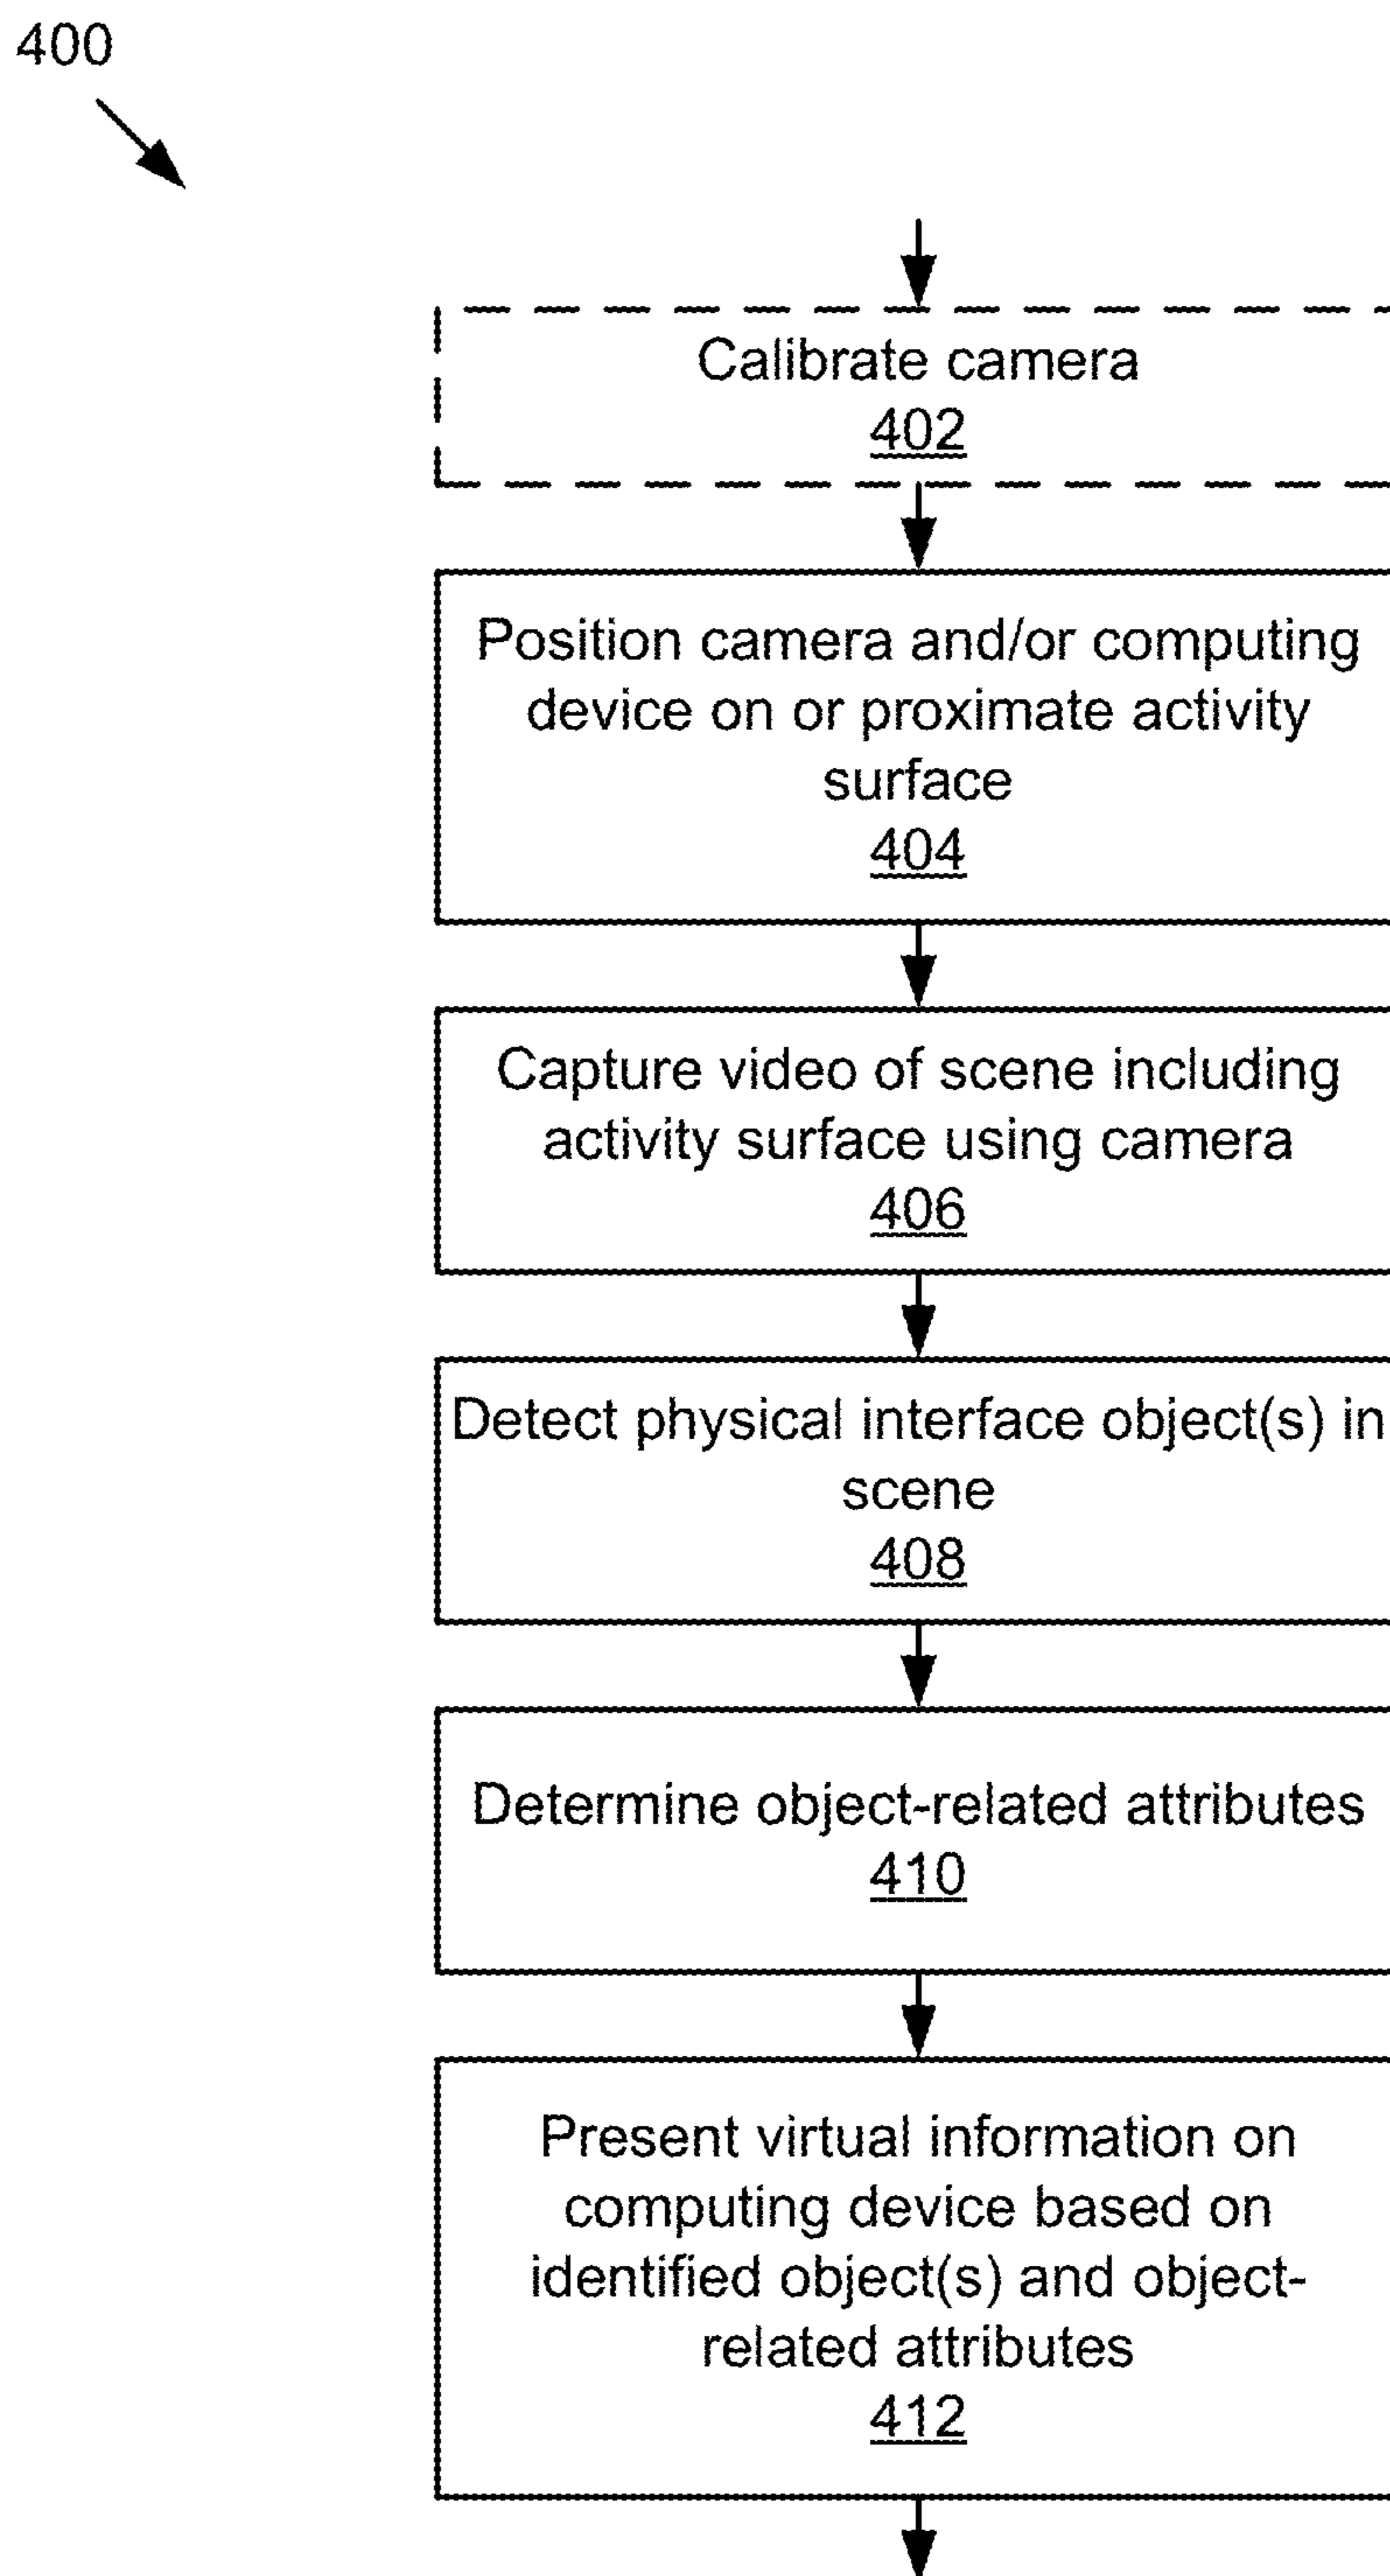 400
Calibrate camera
402
Position camera and/or computing
device on or proximate activity
surface
404
Capture video of scene including
activity surface using camera
406
Detect physical interface object(s) in
scene
408
Determine object-related attributes
410
Present virtual information on
computing device based on
identified object(s) and object-
related attributes
412